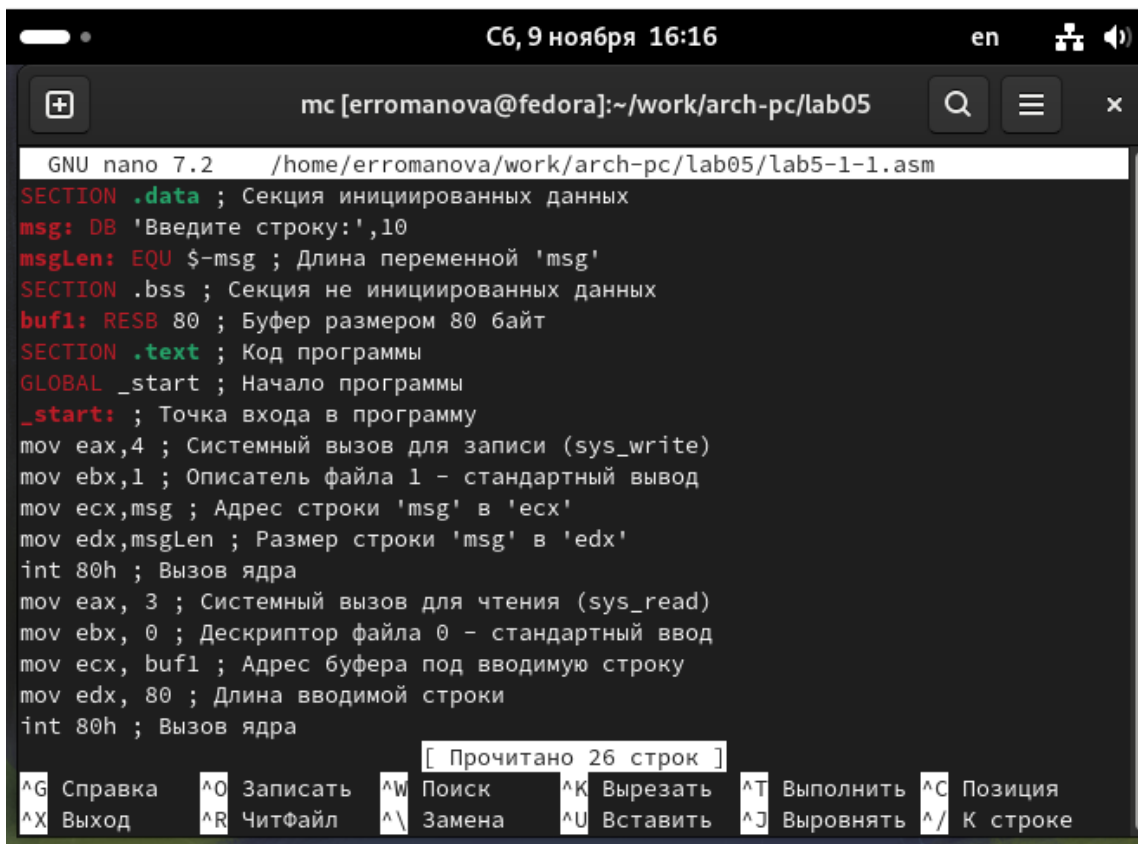 Сб, 9 ноября 16:16 en
mc [erromanova@fedora]:~/work/arch-pc/lab05
GNU nano 7.2 /home/erromanova/work/arch-pc/lab05/lab5-1-1.asm
SECTION .data ; Секция инициированных данных
msg: DB 'Введите строку:',10
msgLen: EQU $-msg ; Длина переменной 'msg'
SECTION .bss ; Секция не инициированных данных
buf1: RESB 80 ; Буфер размером 80 байт
SECTION .text ; Код программы
GLOBAL _start ; Начало программы
_start: ; Точка входа в программу
mov eax,4 ; Системный вызов для записи (sys_write)
mov ebx,1 ; Описатель файла 1 - стандартный вывод
mov ecx,msg ; Адрес строки 'msg' в 'ecx'
mov edx,msgLen ; Размер строки 'msg' в 'edx'
int 80h ; Вызов ядра
mov eax, 3 ; Системный вызов для чтения (sys_read)
mov ebx, 0 ; Дескриптор файла 0 - стандартный ввод
mov ecx, buf1 ; Адрес буфера под вводимую строку
mov edx, 80 ; Длина вводимой строки
int 80h ; Вызов ядра
[ Прочитано 26 строк ]
^G Справка ^O Записать ^W Поиск ^K Вырезать ^T Выполнить ^C Позиция
^X Выход ^R ЧитФайл ^\ Замена ^U Вставить ^J Выровнять ^/ К строке